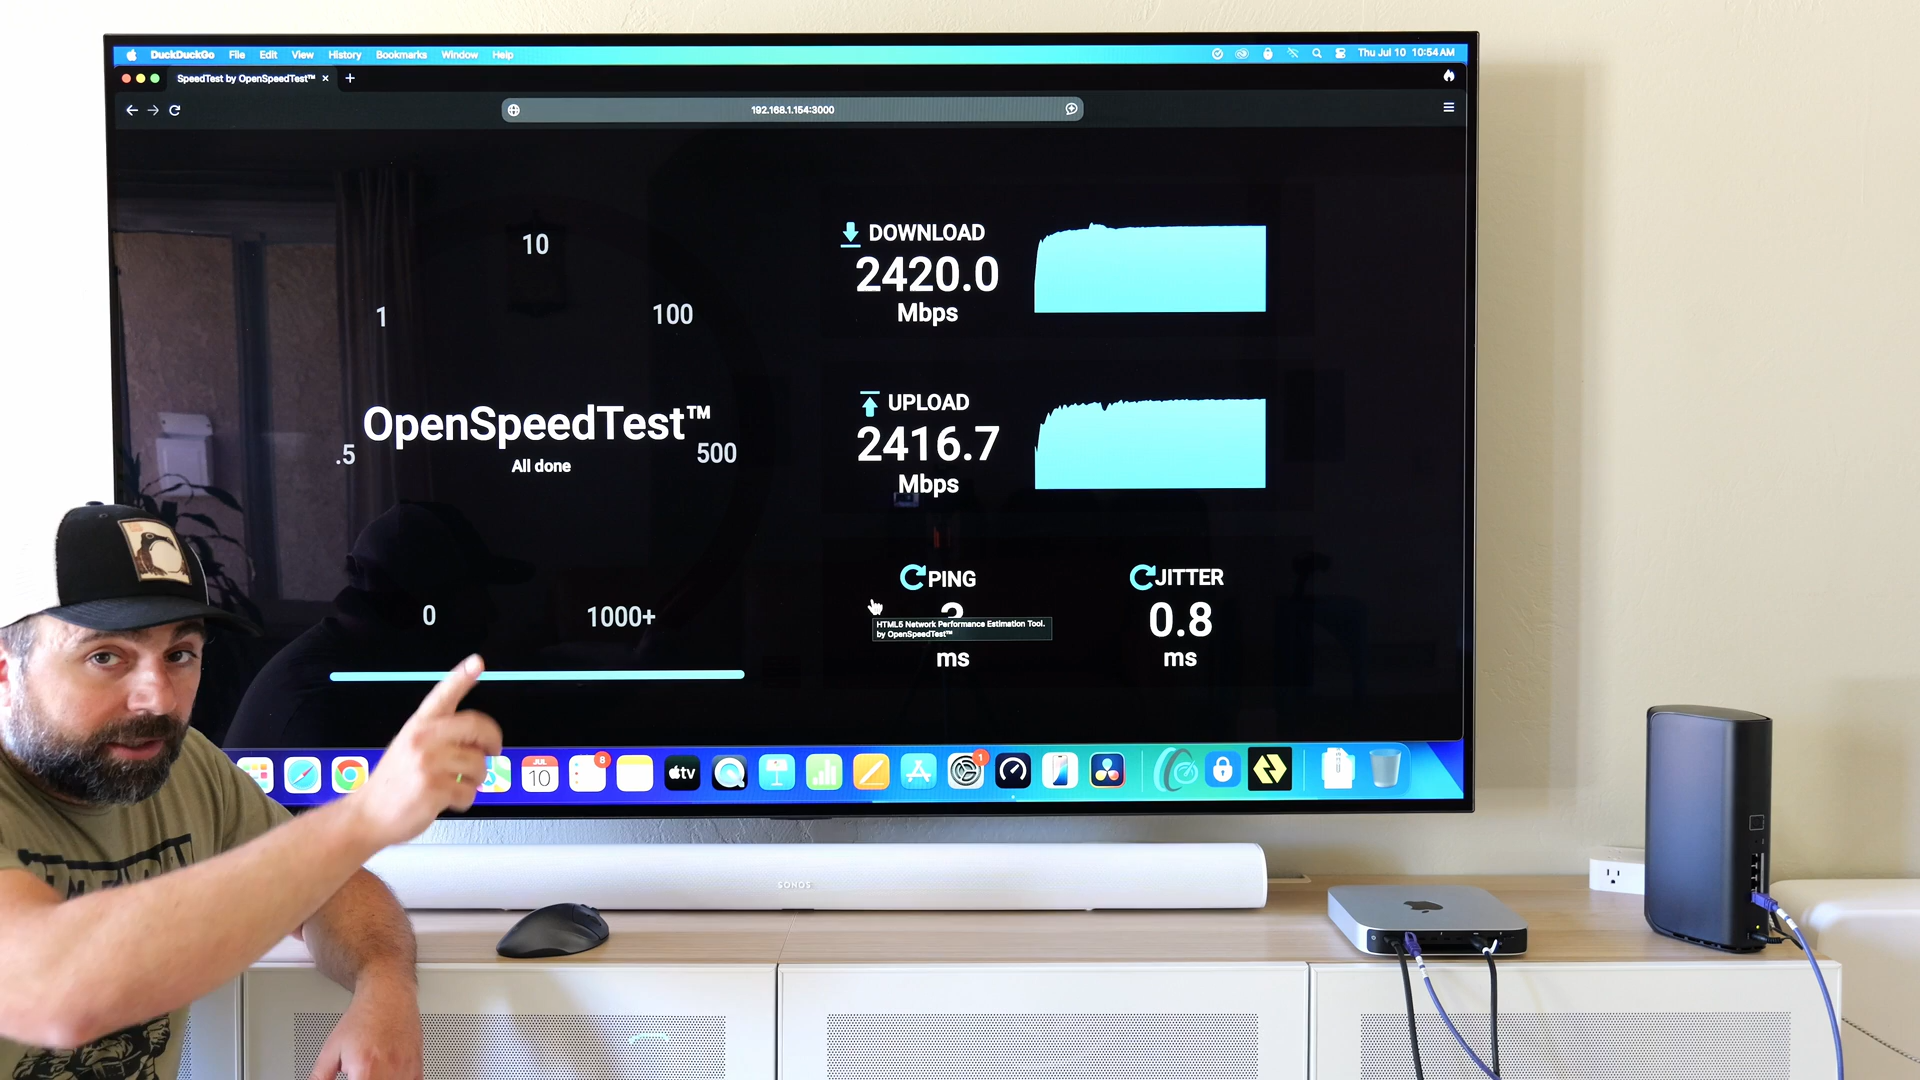 DuckDuckGo File Edit View History Bookmarks Window Help
Thu Jul 10 10:54 AM
SpeedTest by OpenSpeedTest™
192.168.1.154:3000
10
1
100
OpenSpeedTest™
.5
500
All done
0
1000+
DOWNLOAD
2420.0
Mbps
UPLOAD
2416.7
Mbps
PING
ms
HTML5 Network Performance Estimation Tool.
by OpenSpeedTest™
JITTER
0.8
ms
JUL
10
8
tv
1
SONOS